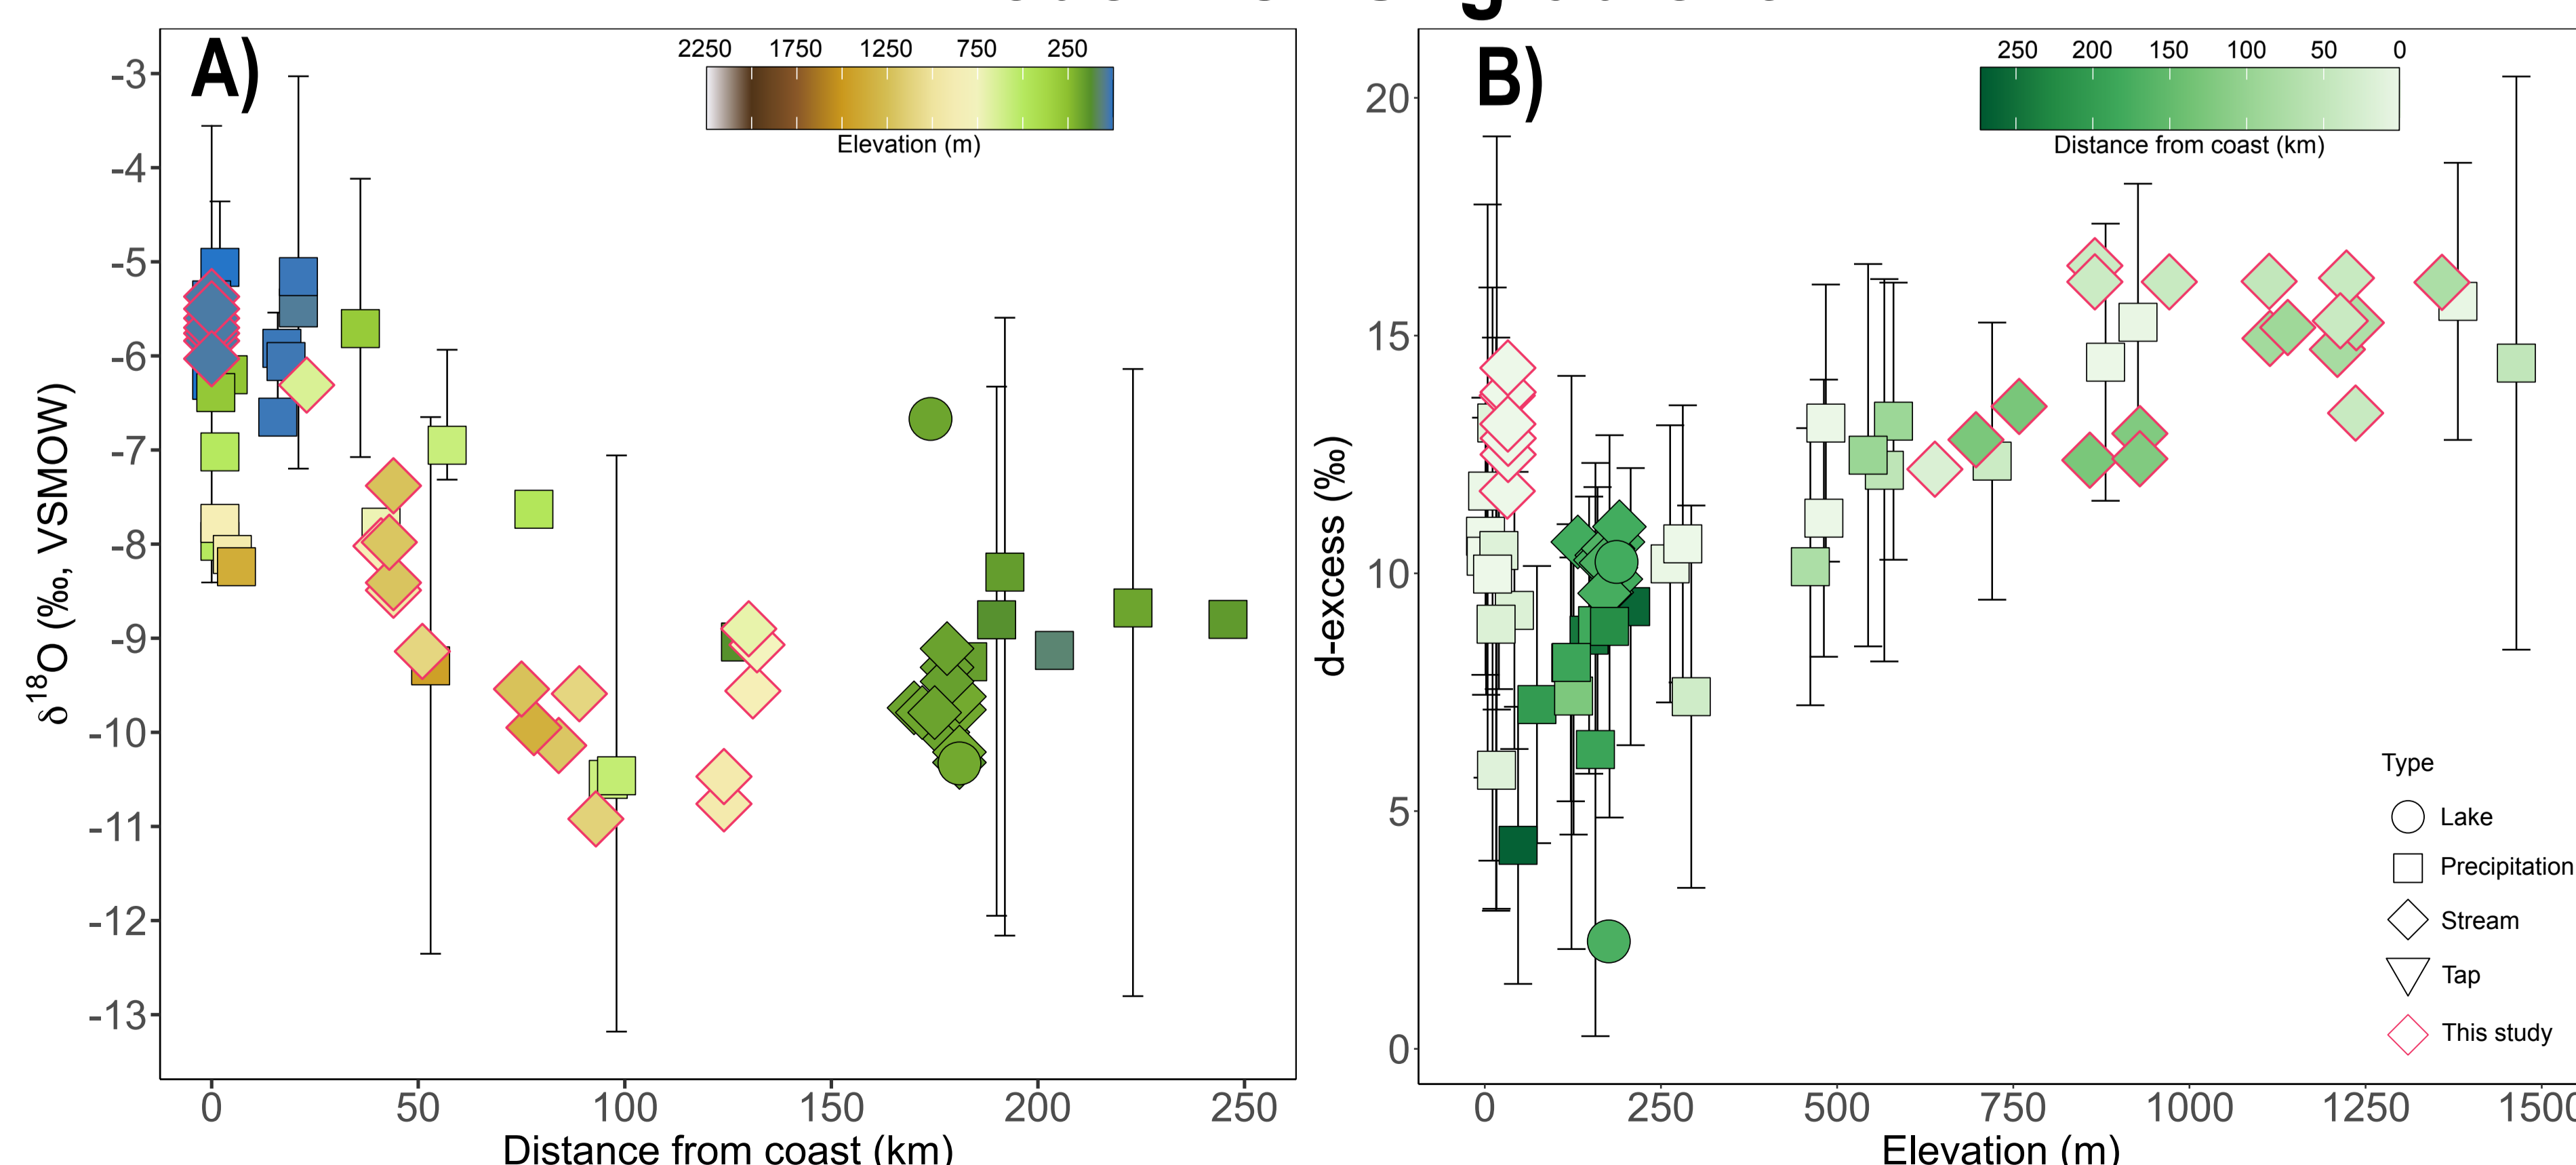 A)
2250 1750 1250 750 250
Elevation (m)
-3
-4
-5
-6
-7
-8
-9
-10
-11
-12
-13
δ18O (‰, VSMOW)
0 50 100 150 200 250
Distance from coast (km)
B)
250 200 150 100 50 0
Distance from coast (km)
20
15
10
5
0
d-excess (‰)
Type
Lake
Precipitation
Stream
Tap
This study
0 250 500 750 1000 1250 1500
Elevation (m)